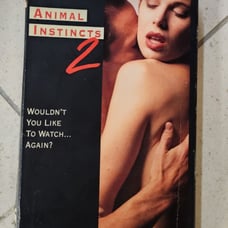 ANIMAL
INSTINCTS
2
WOULDN'T
YOU LIKE
TO WATCH...
AGAIN?